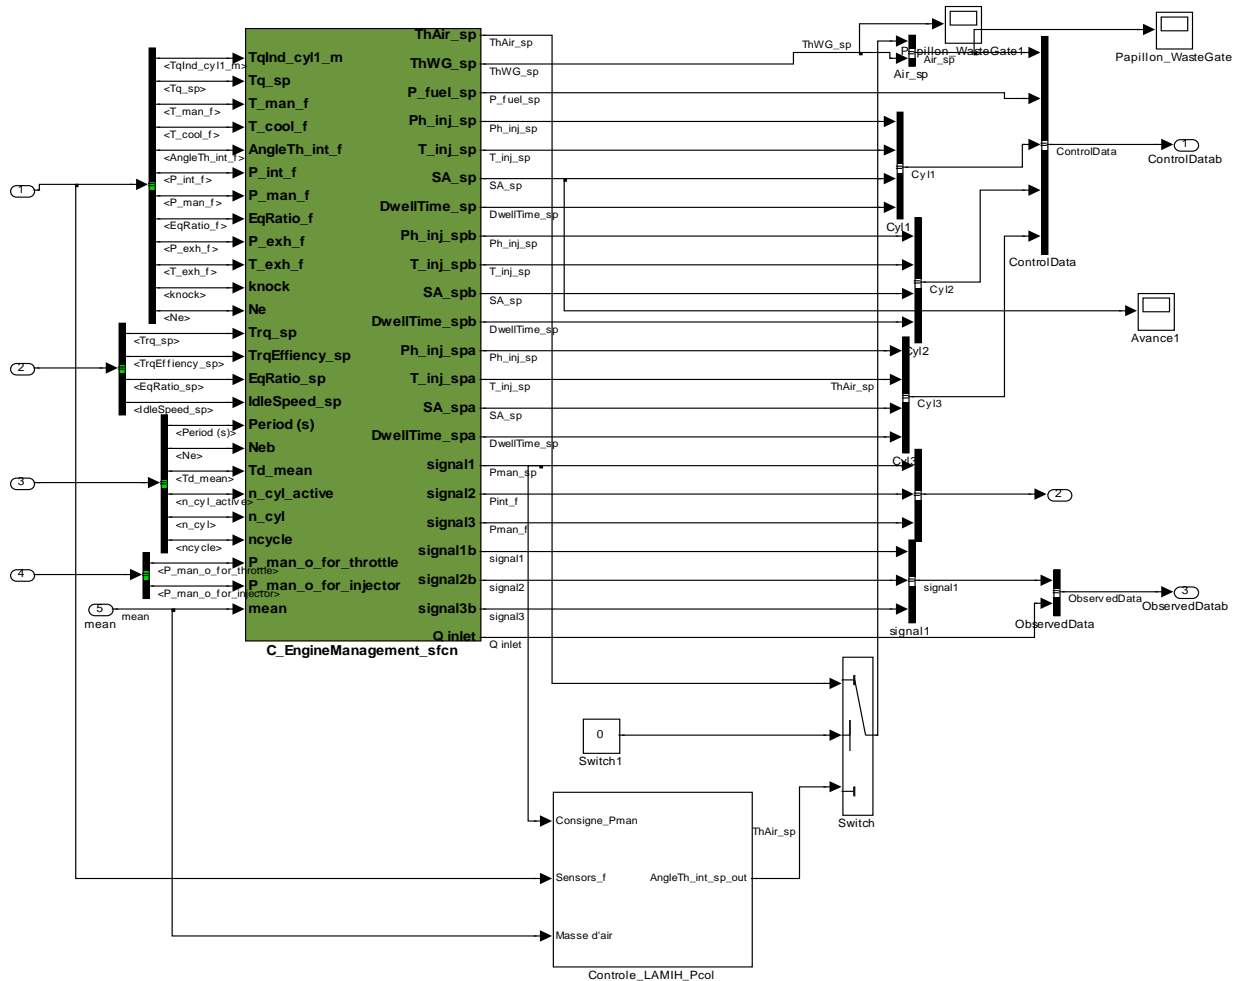 1
<TqInd_cyl1_m>
<Tq_sp>
<T_man_f>
<T_cool_f>
<AngleTh_int_f>
<P_int_f>
<P_man_f>
<EqRatio_f>
<P_exh_f>
<T_exh_f>
<knock>
<Ne>
2
<Trq_sp>
<TrqEffiency_sp>
<EqRatio_sp>
<IdleSpeed_sp>
3
<Period (s)>
<Ne>
<Td_mean>
<n_cyl_active>
<n_cyl>
<ncycle>
4
<P_man_o_for_throttle>
<P_man_o_for_injector>
5
mean
mean
TqInd_cyl1_m
Tq_sp
T_man_f
T_cool_f
AngleTh_int_f
P_int_f
P_man_f
EqRatio_f
P_exh_f
T_exh_f
knock
Ne
Trq_sp
TrqEffiency_sp
EqRatio_sp
IdleSpeed_sp
Period (s)
Neb
Td_mean
n_cyl_active
n_cyl
ncycle
P_man_o_for_throttle
P_man_o_for_injector
mean
ThAir_sp
ThWG_sp
P_fuel_sp
Ph_inj_sp
T_inj_sp
SA_sp
DwellTime_sp
Ph_inj_spb
T_inj_spb
SA_spb
DwellTime_spb
Ph_inj_spa
T_inj_spa
SA_spa
DwellTime_spa
signal1
signal2
signal3
signal1b
signal2b
signal3b
Q inlet
C_EngineManagement_sfcn
ThAir_sp
ThWG_sp
P_fuel_sp
Ph_inj_sp
T_inj_sp
SA_sp
DwellTime_sp
Ph_inj_sp
T_inj_sp
SA_sp
DwellTime_sp
Ph_inj_sp
T_inj_sp
SA_sp
DwellTime_sp
Pman_sp
Pint_f
Pman_f
signal1
signal2
signal3
Q inlet
ThWG_sp
Papillon_WasteGate1
Air_sp
Air_sp
Papillon_WasteGate
Cyl1
Cyl1
Cyl2
Cyl2
ThAir_sp
Cyl3
Cyl3
ControlData
ControlData
1
ControlDatab
Avance1
2
signal1
signal1
ObservedData
ObservedData
3
ObservedDatab
0
Switch1
Switch
ThAir_sp
Consigne_Pman
Sensors_f
AngleTh_int_sp_out
Masse d'air
Controle_LAMIH_Pcol